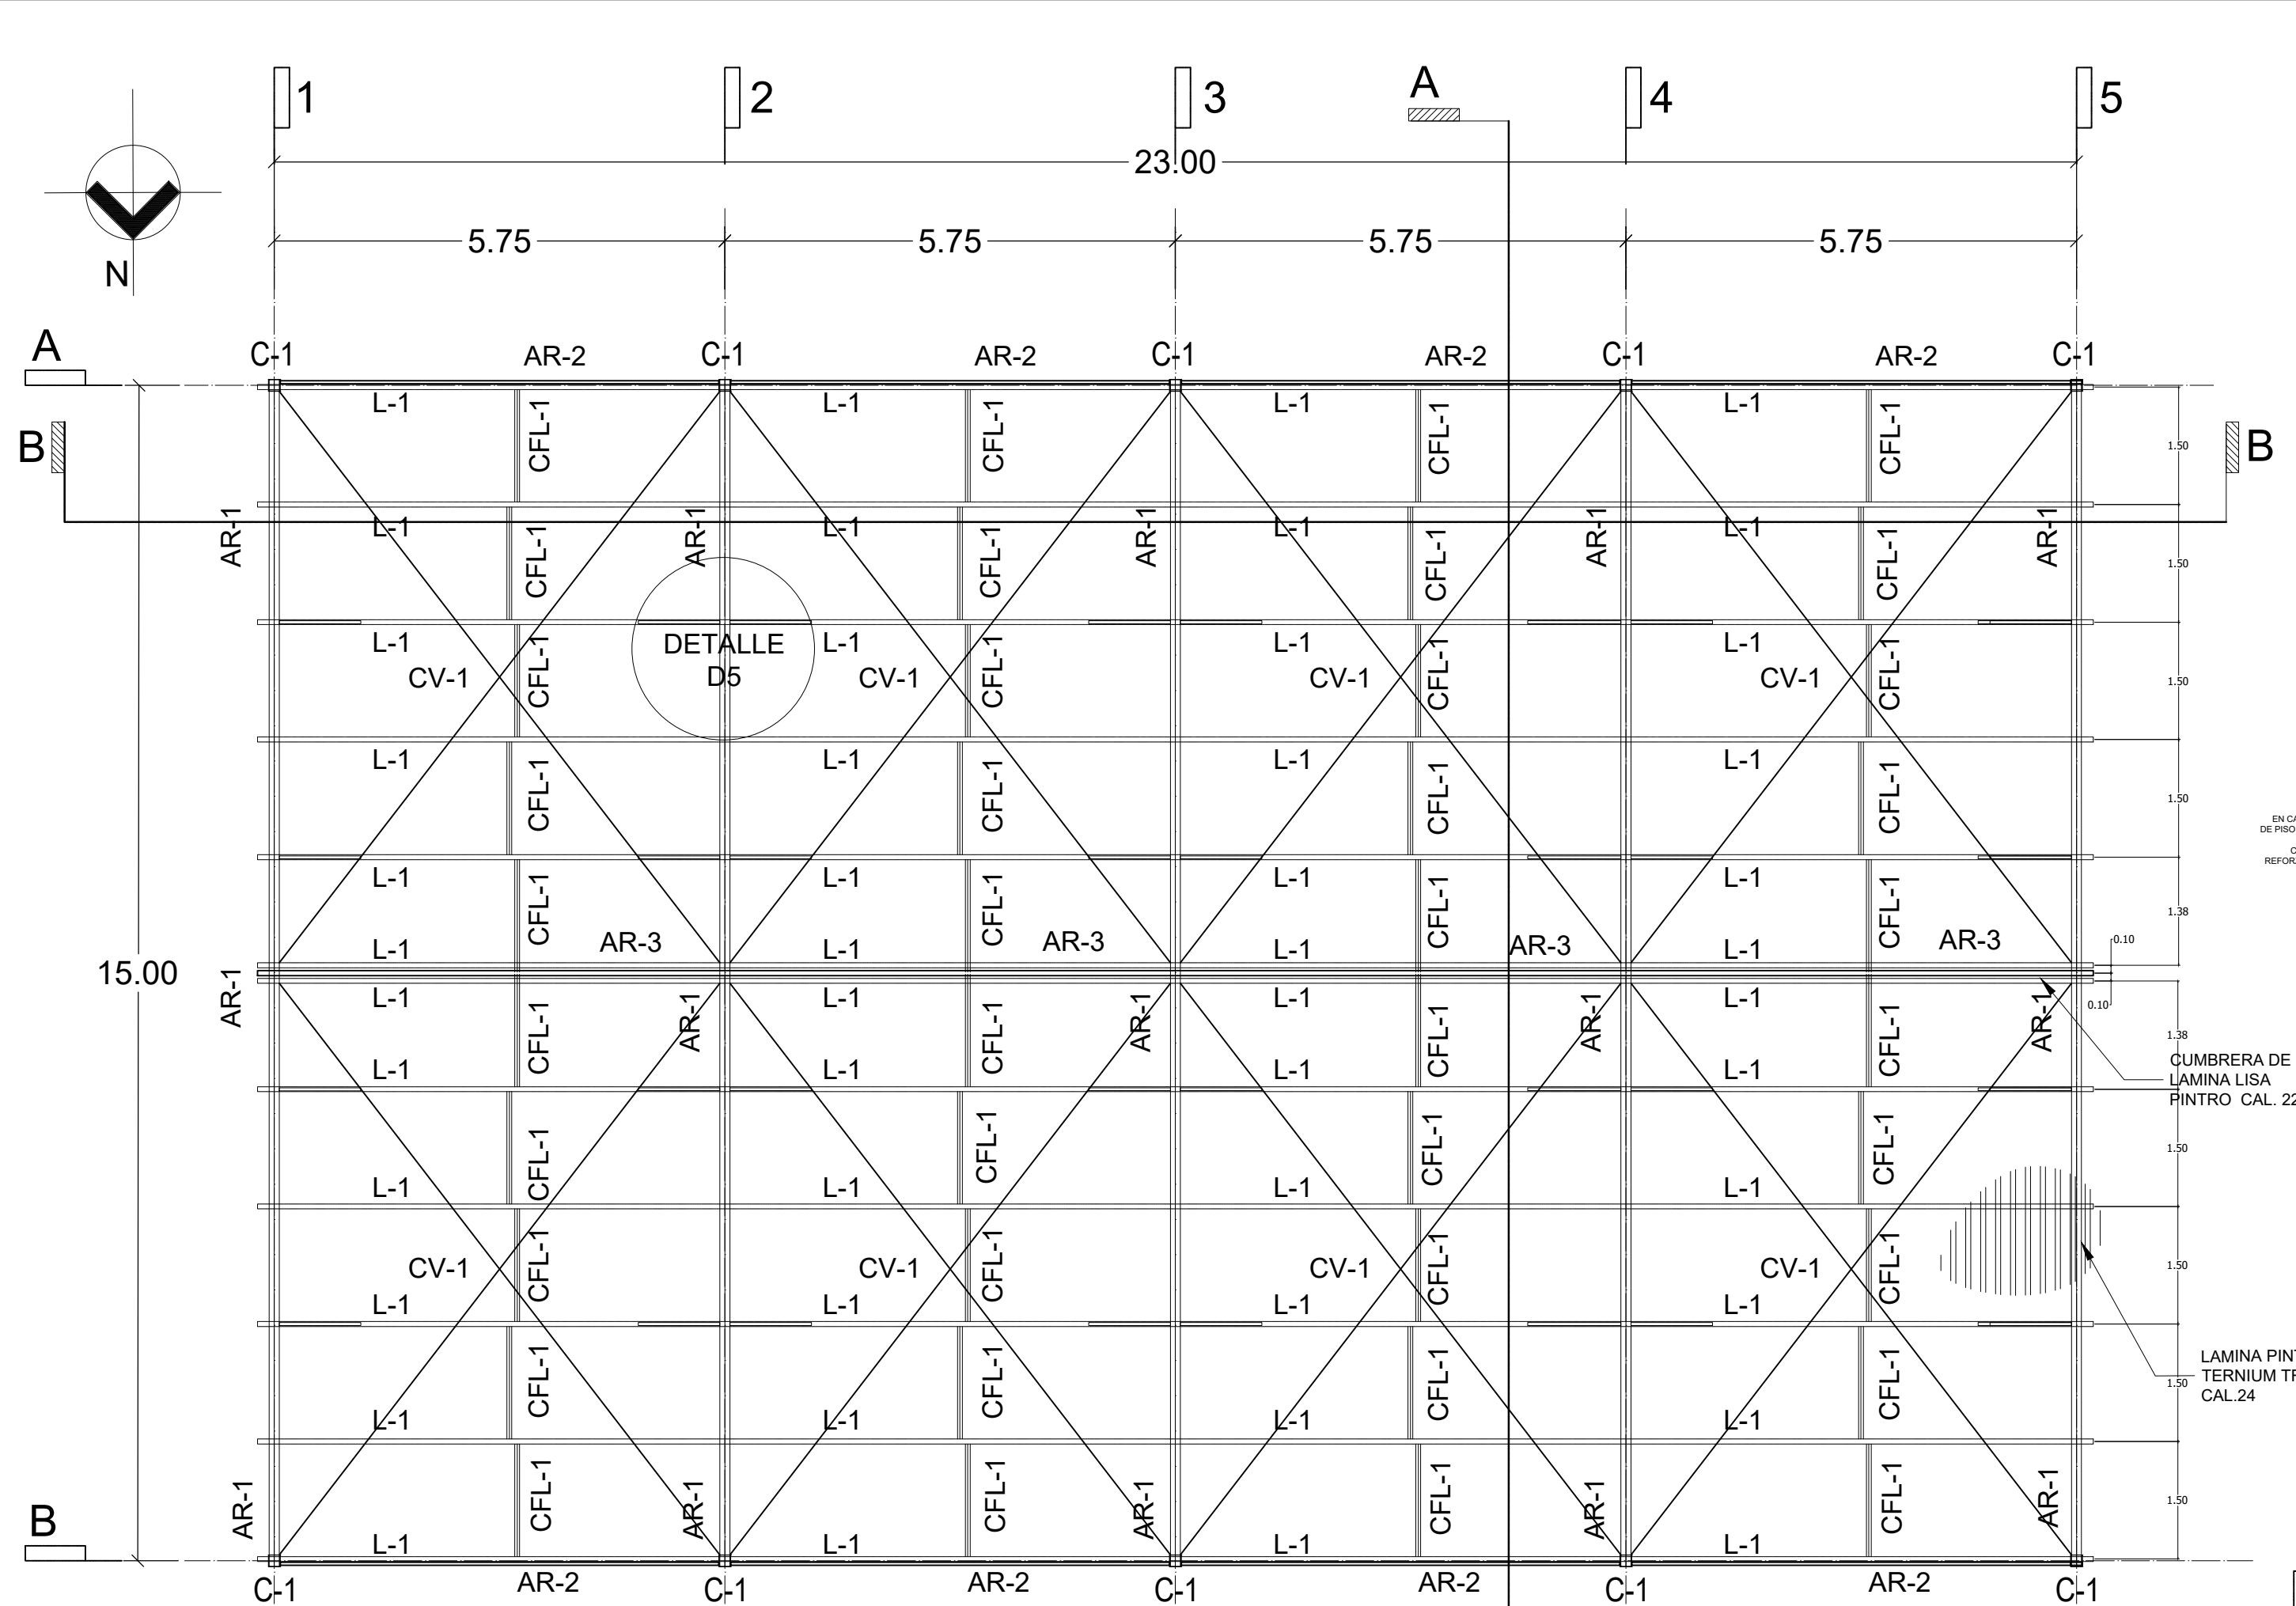 1 2 3 A 4 5
23.00
5.75 5.75 5.75 5.75
N
A
C-1 AR-2 C-1 AR-2 C-1 AR-2 C-1 AR-2 C-1
L-1 L-1 L-1 L-1
CFL-1 CFL-1 CFL-1 CFL-1
B B
1.50
AR-1 L-1 AR-1 L-1 AR-1 L-1 AR-1 L-1 AR-1
CFL-1 CFL-1 CFL-1 CFL-1
1.50
L-1 DETALLE L-1 L-1 L-1
CV-1 D5 CV-1 CV-1 CV-1
CFL-1 CFL-1 CFL-1 CFL-1
1.50
L-1 L-1 L-1 L-1
CFL-1 CFL-1 CFL-1 CFL-1
1.50
EN CA
DE PISO
O
REFOR
L-1 L-1 L-1 L-1
CFL-1 CFL-1 CFL-1 CFL-1
1.38
L-1 AR-3 L-1 AR-3 L-1 AR-3 L-1 AR-3
0.10
15.00
AR-1 L-1 AR-1 L-1 AR-1 L-1 AR-1 L-1 AR-1
0.10
CFL-1 CFL-1 CFL-1 CFL-1
1.38
L-1 L-1 L-1 L-1
CUMBRERA DE
LAMINA LISA
PINTRO CAL. 22
CFL-1 CFL-1 CFL-1 CFL-1
1.50
L-1 L-1 L-1 L-1
CV-1 CV-1 CV-1 CV-1
CFL-1 CFL-1 CFL-1 CFL-1
1.50
L-1 L-1 L-1 L-1
CFL-1 CFL-1 CFL-1 CFL-1
LAMINA PIN
TERNIUM T
CAL.24
1.50
L-1 L-1 L-1 L-1
AR-1 CFL-1 AR-1 CFL-1 AR-1 CFL-1 AR-1 CFL-1 AR-1
1.50
B
L-1 L-1 L-1 L-1
C-1 AR-2 C-1 AR-2 C-1 AR-2 C-1 AR-2 C-1